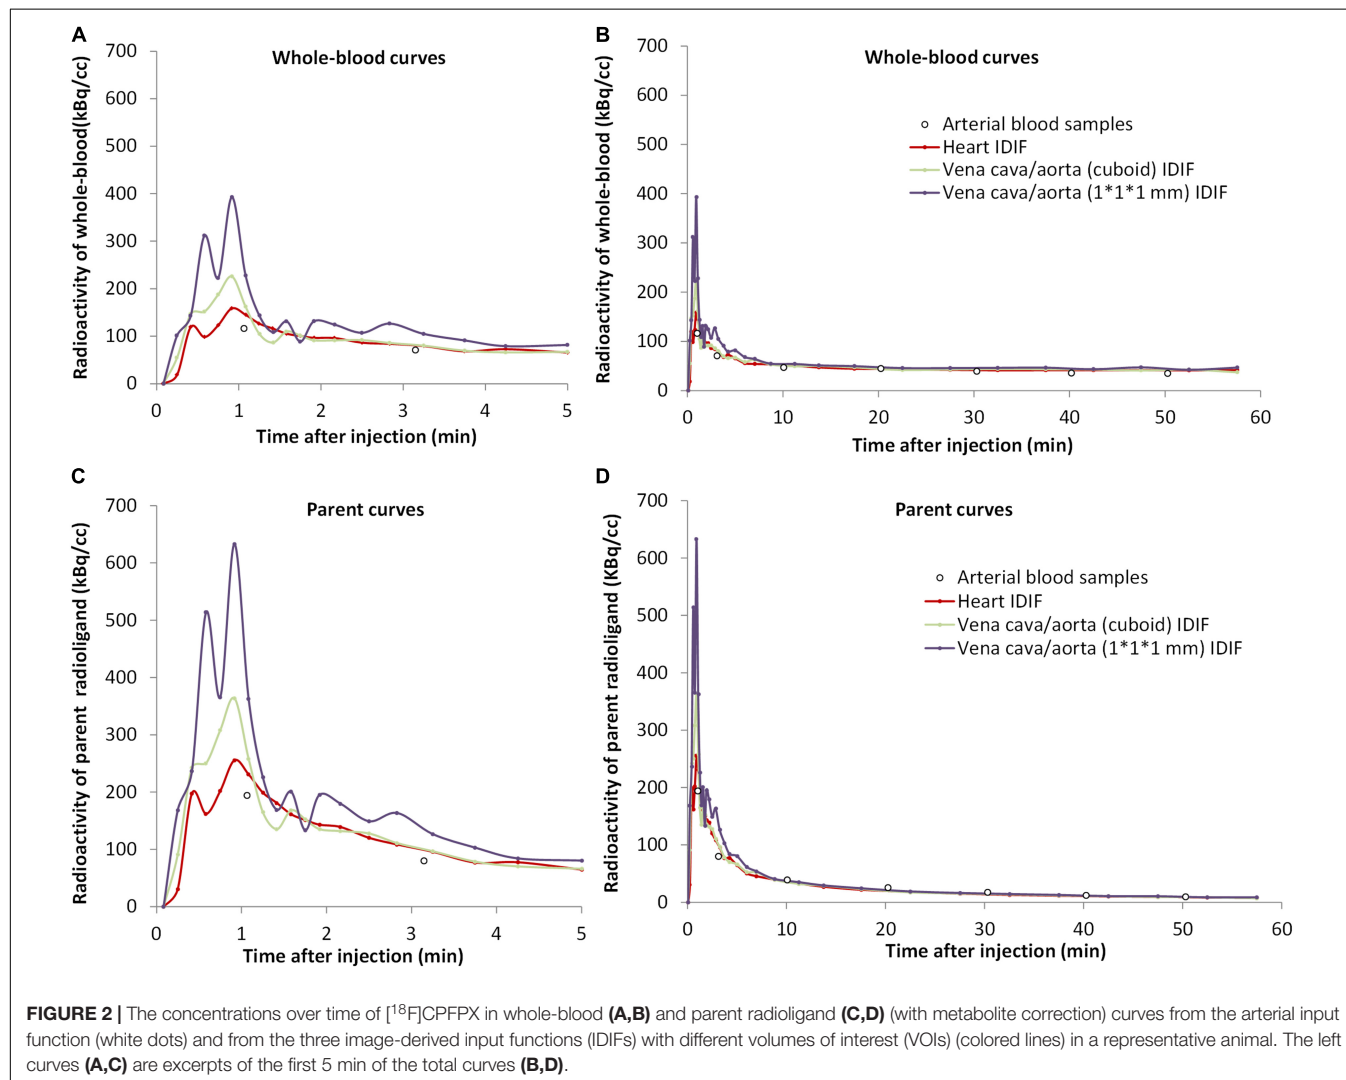 A
Whole-blood curves
Radioactivity of whole-blood(kBq/cc)
700
600
500
400
300
200
100
0
0 1 2 3 4 5
Time after injection (min)
B
Whole-blood curves
Radioactivity of whole-blood (kBq/cc)
700
600
500
400
300
200
100
0
Arterial blood samples
Heart IDIF
Vena cava/aorta (cuboid) IDIF
Vena cava/aorta (1*1*1 mm) IDIF
0 10 20 30 40 50 60
Time after injection (min)
C
Parent curves
Radioactivity of parent radioligand (kBq/cc)
700
600
500
400
300
200
100
0
0 1 2 3 4 5
Time after injection (min)
D
Parent curves
Radioactivity of parent radioligand (KBq/cc)
700
600
500
400
300
200
100
0
Arterial blood samples
Heart IDIF
Vena cava/aorta (cuboid) IDIF
Vena cava/aorta (1*1*1 mm) IDIF
0 10 20 30 40 50 60
Time after injection (min)
FIGURE 2 | The concentrations over time of [18F]CPFPX in whole-blood (A,B) and parent radioligand (C,D) (with metabolite correction) curves from the arterial input
function (white dots) and from the three image-derived input functions (IDIFs) with different volumes of interest (VOIs) (colored lines) in a representative animal. The left
curves (A,C) are excerpts of the first 5 min of the total curves (B,D).